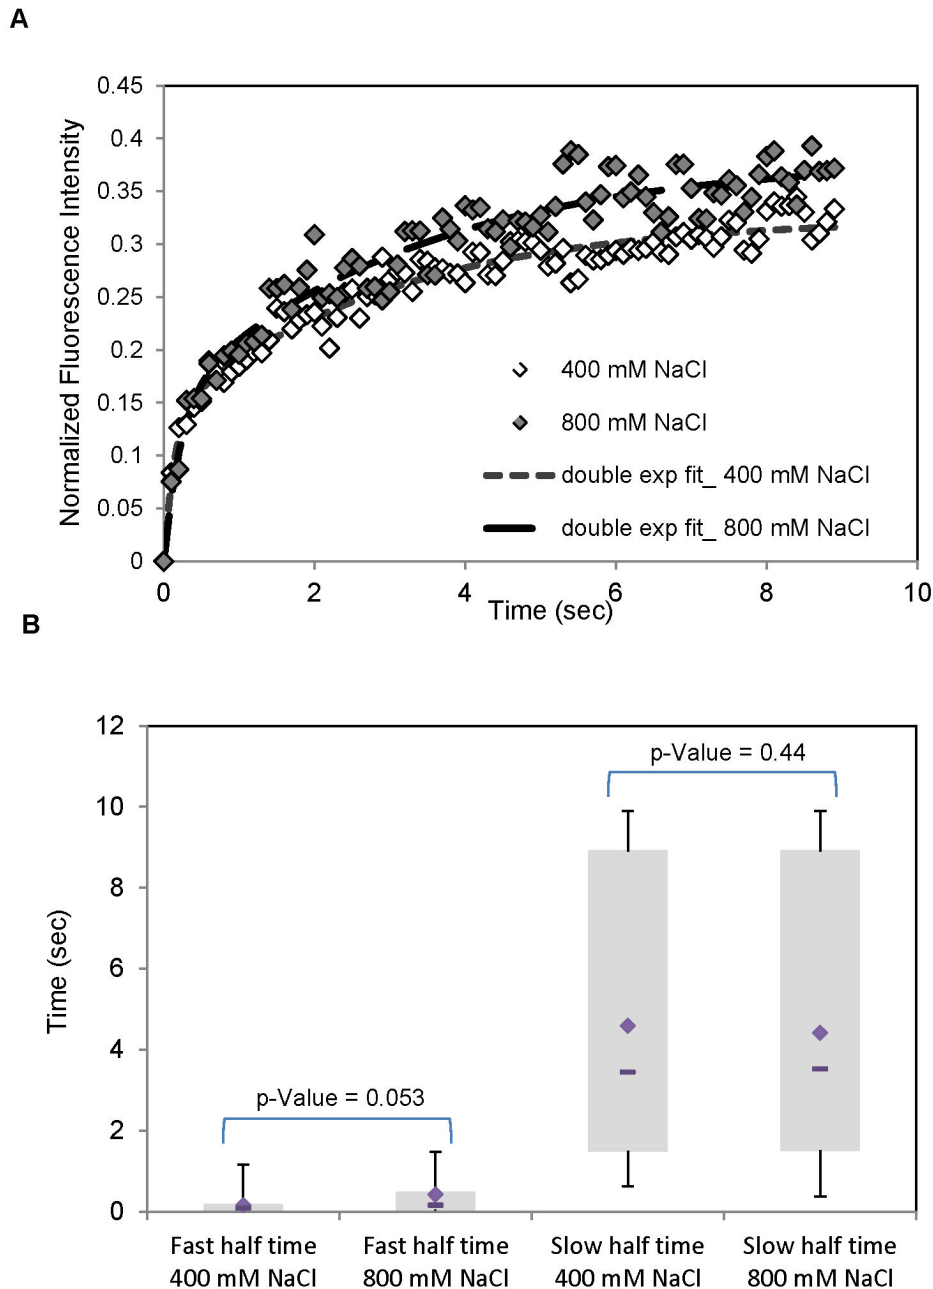 A
Normalized Fluorescence Intensity
0.45
0.4
0.35
0.3
0.25
0.2
0.15
0.1
0.05
0
400 mM NaCl
800 mM NaCl
double exp fit_ 400 mM NaCl
double exp fit_ 800 mM NaCl
0 2 4 6 8 10
Time (sec)
B
Time (sec)
12
10
8
6
4
2
0
p-Value = 0.44
p-Value = 0.053
Fast half time
400 mM NaCl
Fast half time
800 mM NaCl
Slow half time
400 mM NaCl
Slow half time
800 mM NaCl